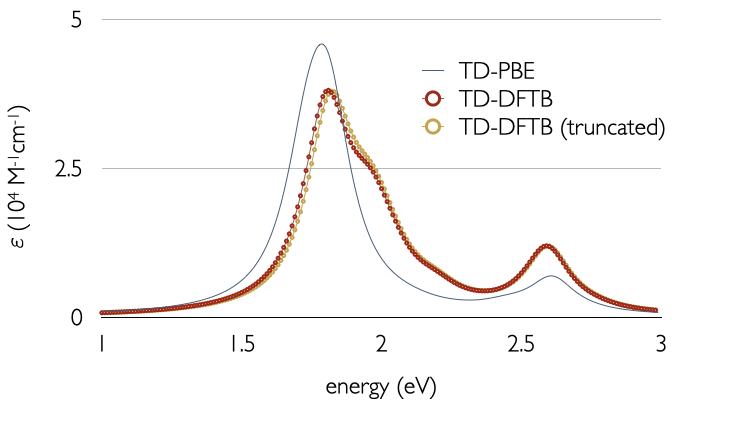 5
TD-PBE
TD-DFTB
TD-DFTB (truncated)
2.5
ε (10⁴ M⁻¹cm⁻¹)
0
1 1.5 2 2.5 3
energy (eV)